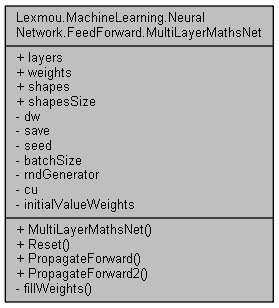 Lexmou.MachineLearning.Neural
Network.FeedForward.MultiLayerMathsNet
+ layers
+ weights
+ shapes
+ shapesSize
- dw
- save
- seed
- batchSize
- rndGenerator
- cu
- initialValueWeights
+ MultiLayerMathsNet()
+ Reset()
+ PropagateForward()
+ PropagateForward2()
- fillWeights()